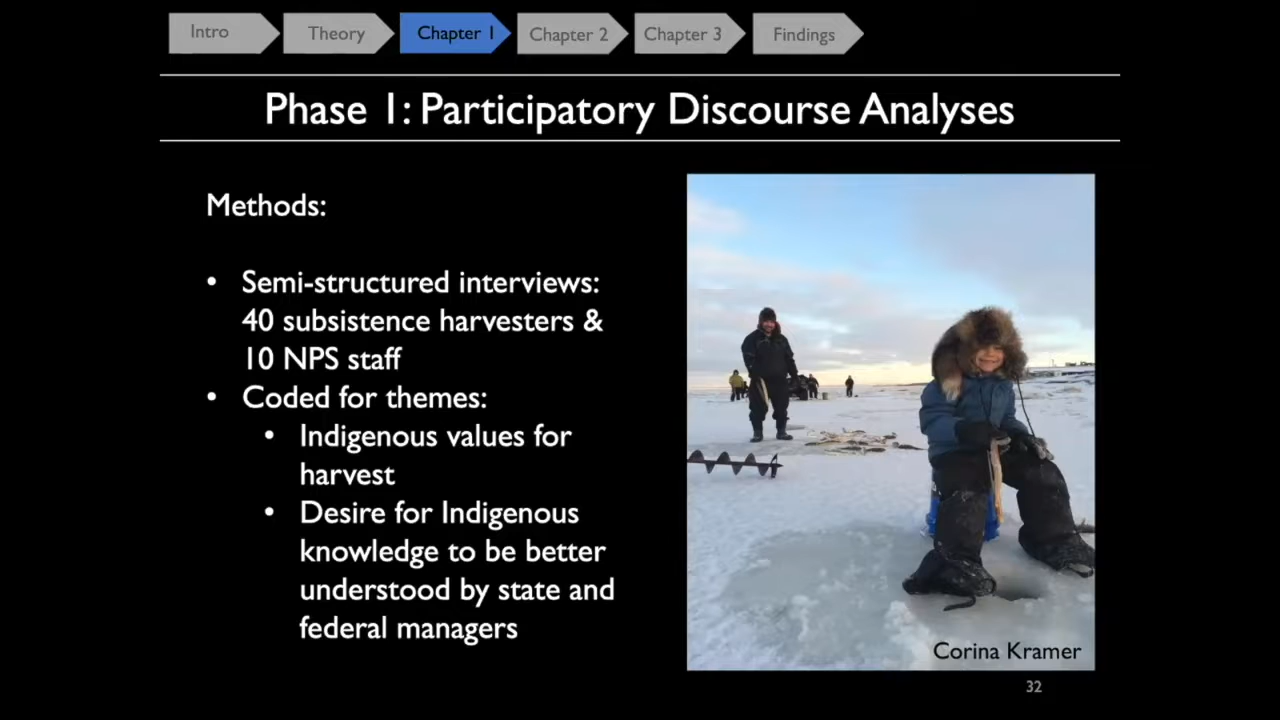 Intro
Theory
Chapter 1
Chapter 2
Chapter 3
Findings
Phase 1: Participatory Discourse Analyses
Methods:
• Semi-structured interviews:
40 subsistence harvesters &
10 NPS staff
• Coded for themes:
• Indigenous values for
harvest
• Desire for Indigenous
knowledge to be better
understood by state and
federal managers
Corina Kramer
32